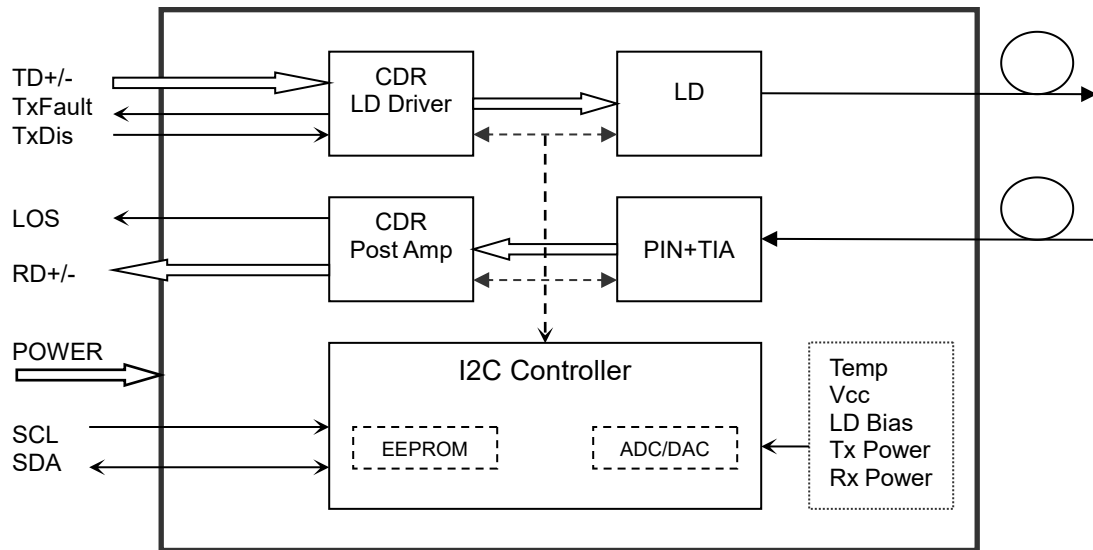 TD+/-
TxFault
TxDis
CDR
LD Driver
LD
LOS
RD+/-
CDR
Post Amp
PIN+TIA
POWER
SCL
SDA
I2C Controller
EEPROM
ADC/DAC
Temp
Vcc
LD Bias
Tx Power
Rx Power